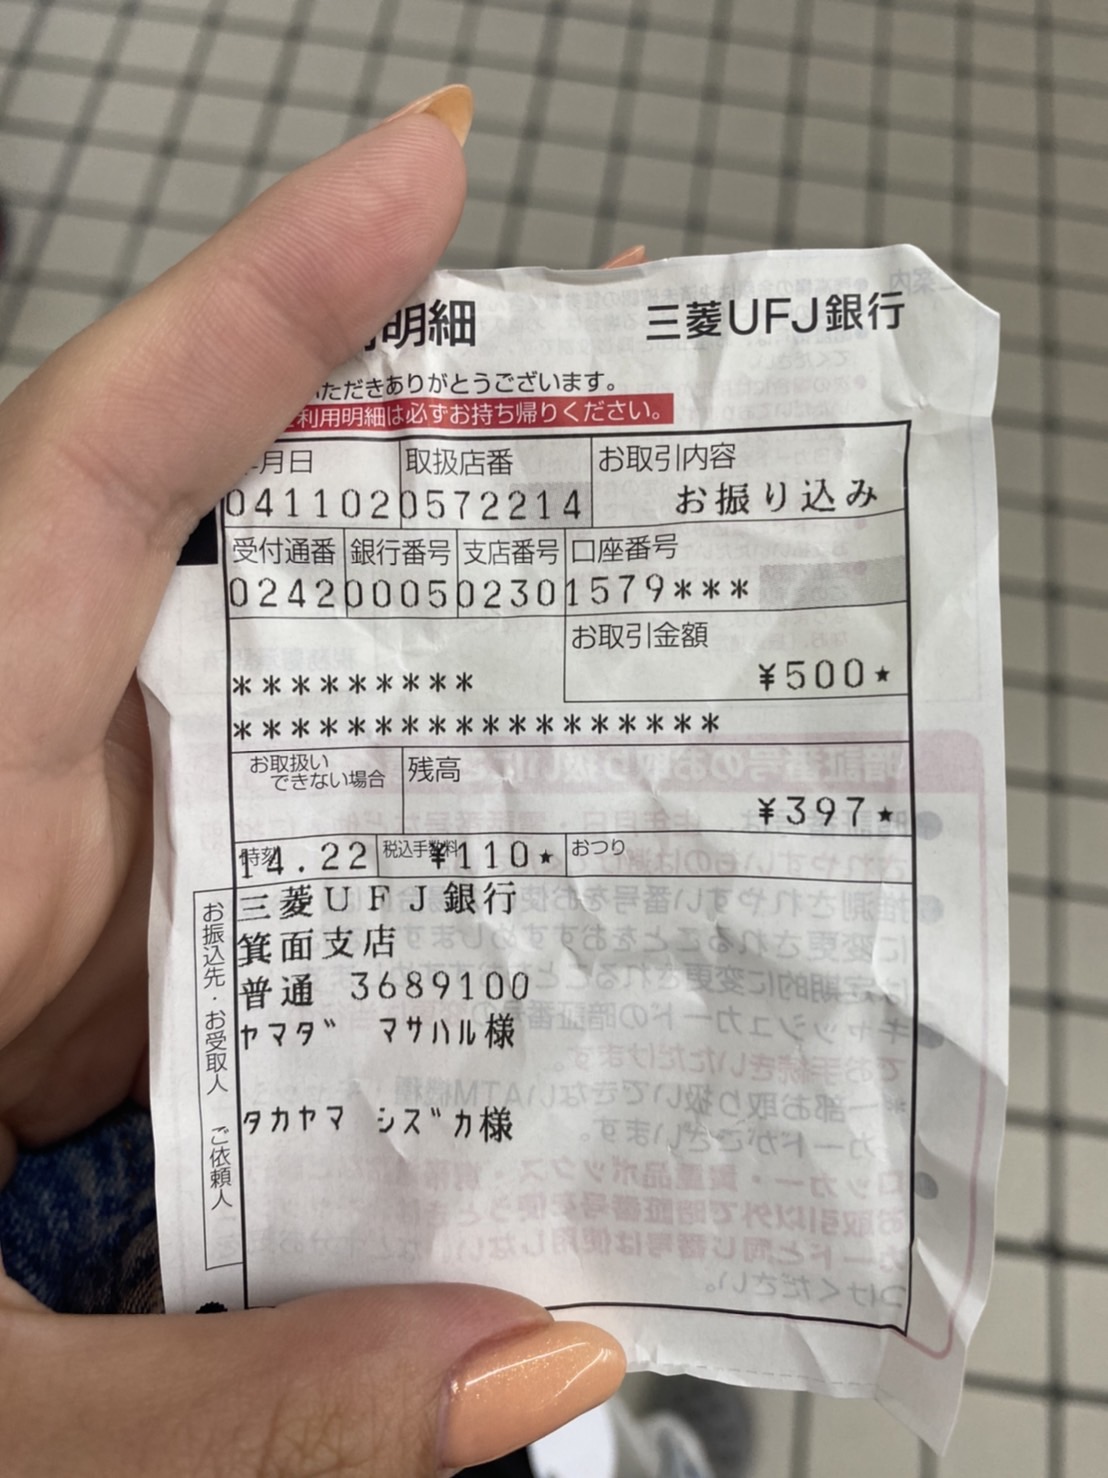 明細
三菱UFJ銀行
ただきありがとうございます。
利用明細は必ずお持ち帰りください。
月日 取扱店番 お取引内容
041102 0572214 お振り込み
受付通番 銀行番号 支店番号 口座番号
0242 0005 0230 1579***
お取引金額
¥500★
*********
*****************
お取扱い
できない場合
残高
¥397★
時刻 14.22 税込手数料 ¥110★ おつり
お振込先・お受取人 ご依頼人
三菱UFJ銀行
箕面支店
普通 3689100
ヤマダ マサハル様
タカヤマ シズカ様